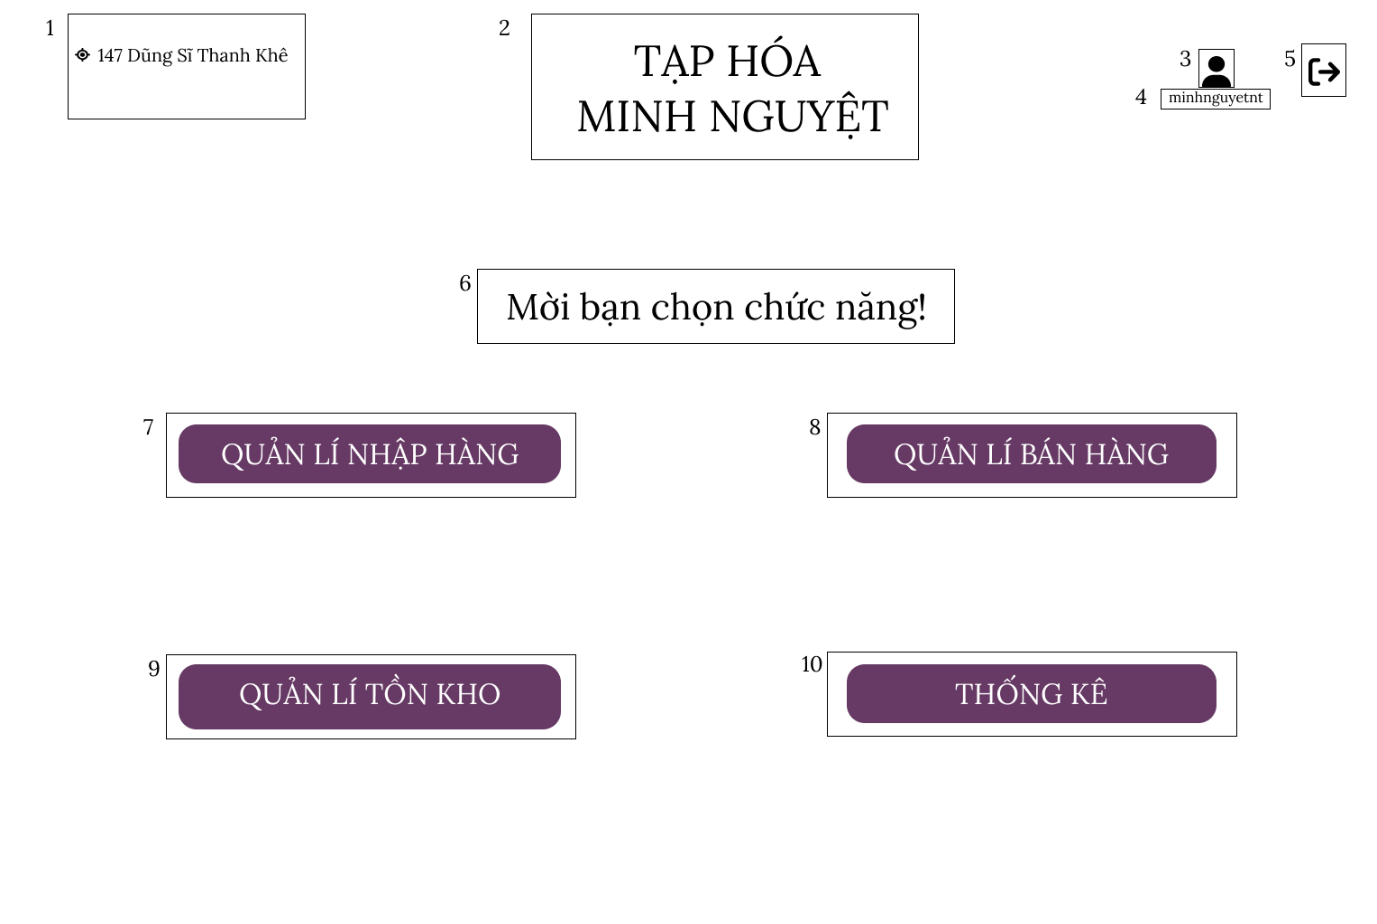 1
147 Dũng Sĩ Thanh Khê
2
TẠP HÓA
MINH NGUYỆT
3
5
4
minhnguyetnt
6
Mời bạn chọn chức năng!
7
QUẢN LÍ NHẬP HÀNG
8
QUẢN LÍ BÁN HÀNG
9
QUẢN LÍ TỒN KHO
10
THỐNG KÊ